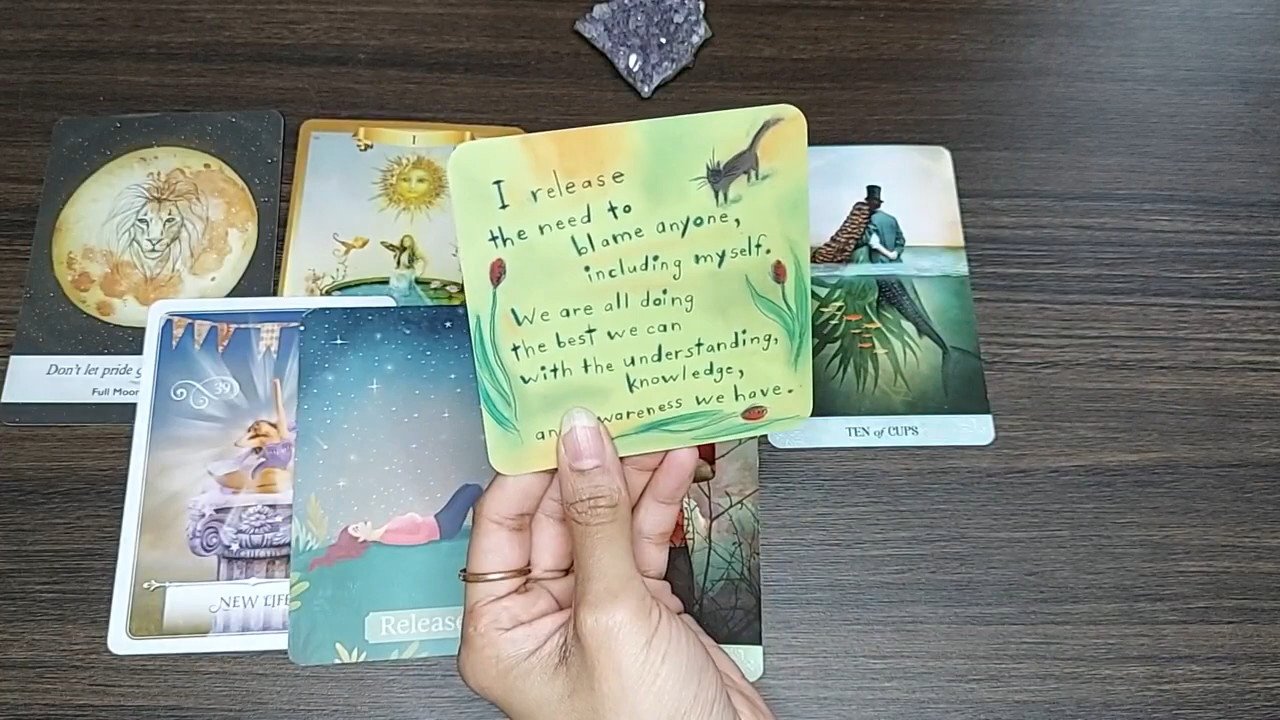 I release
the need to
blame anyone,
including myself.
We are all doing
the best we can
with the understanding,
knowledge,
wareness we have.
I
Don't let pride
Full Moon
39
NEW LIFE
Release
TEN of CUPS